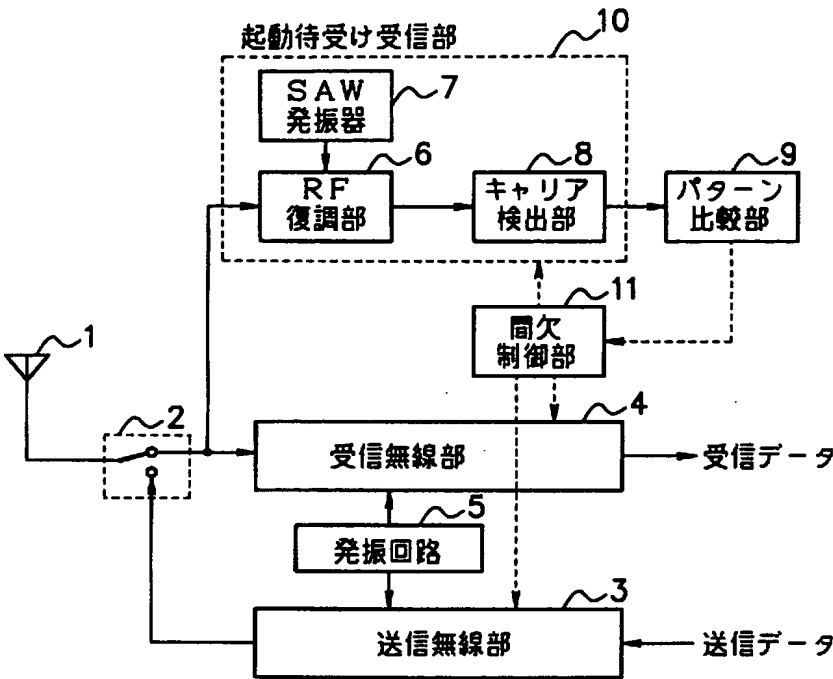 起動待受け受信部
10
SAW
発振器
7
RF
復調部
6
キャリア
検出部
8
パターン
比較部
9
間欠
制御部
11
1
2
受信無線部
4
受信データ
発振回路
5
送信無線部
3
送信データ